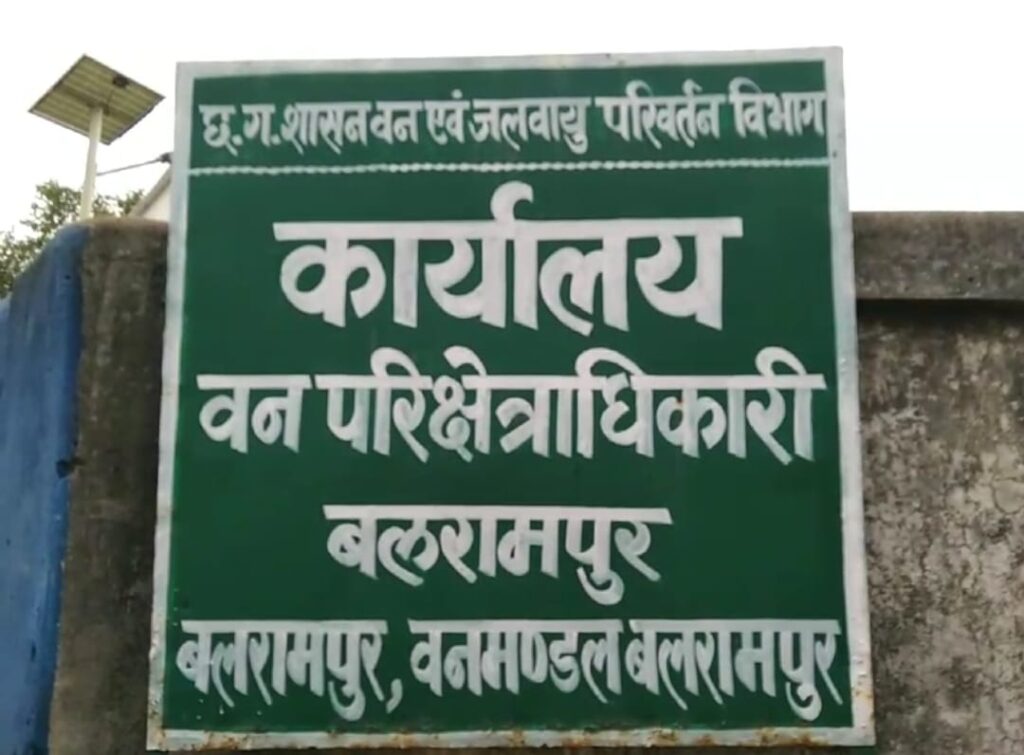 छ.ग.शासन वन एवं जलवायु परिवर्तन विभाग
कार्यालय
वन परिक्षेत्राधिकारी
बलरामपुर
बलरामपुर, वनमण्डल बलरामपुर